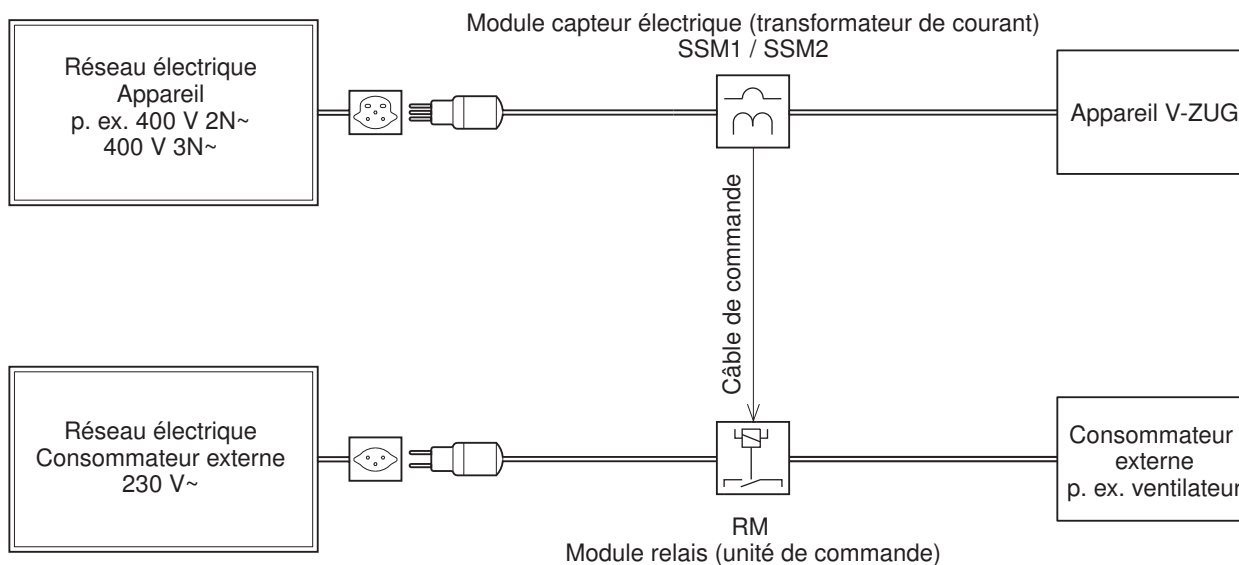 Module capteur électrique (transformateur de courant)
SSM1 / SSM2
Réseau électrique
Appareil
p. ex. 400 V 2N~
400 V 3N~
Appareil V-ZUG
Câble de commande
Réseau électrique
Consommateur externe
230 V~
Consommateur
externe
p. ex. ventilateur
RM
Module relais (unité de commande)